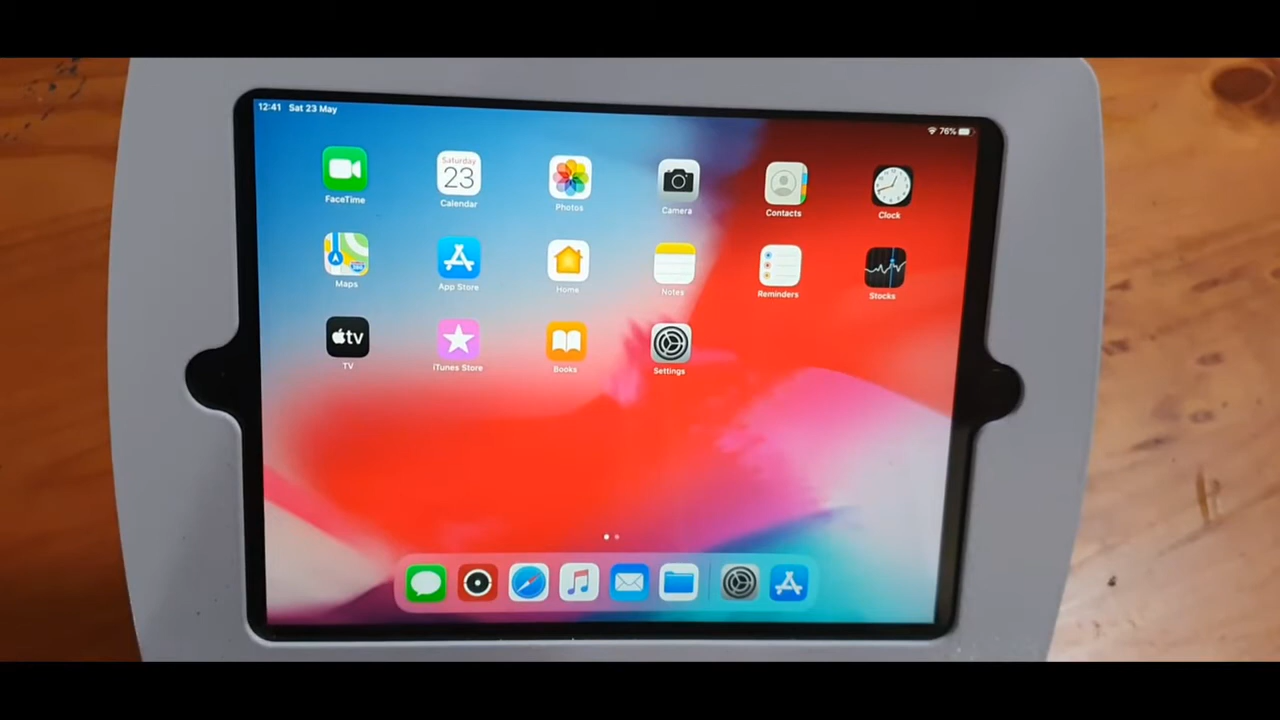 12:41 Sat 23 May
76%
Saturday
23
FaceTime
Calendar
Photos
Camera
Contacts
Clock
Maps
App Store
Home
Notes
Reminders
Stocks
tv
TV
iTunes Store
Books
Settings